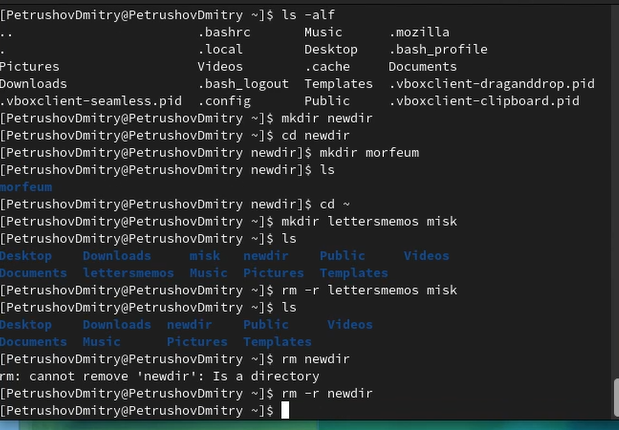 [PetrushovDmitry@PetrushovDmitry ~]$ ls -alf
.. .bashrc Music .mozilla
. .local Desktop .bash_profile
Pictures Videos .cache Documents
Downloads .bash_logout Templates .vboxclient-draganddrop.pid
.vboxclient-seamless.pid .config Public .vboxclient-clipboard.pid
[PetrushovDmitry@PetrushovDmitry ~]$ mkdir newdir
[PetrushovDmitry@PetrushovDmitry ~]$ cd newdir
[PetrushovDmitry@PetrushovDmitry newdir]$ mkdir morfeum
[PetrushovDmitry@PetrushovDmitry newdir]$ ls
morfeum
[PetrushovDmitry@PetrushovDmitry newdir]$ cd ~
[PetrushovDmitry@PetrushovDmitry ~]$ mkdir lettersmemos misk
[PetrushovDmitry@PetrushovDmitry ~]$ ls
Desktop Downloads misk newdir Public Videos
Documents lettersmemos Music Pictures Templates
[PetrushovDmitry@PetrushovDmitry ~]$ rm -r lettersmemos misk
[PetrushovDmitry@PetrushovDmitry ~]$ ls
Desktop Downloads newdir Public Videos
Documents Music Pictures Templates
[PetrushovDmitry@PetrushovDmitry ~]$ rm newdir
rm: cannot remove 'newdir': Is a directory
[PetrushovDmitry@PetrushovDmitry ~]$ rm -r newdir
[PetrushovDmitry@PetrushovDmitry ~]$